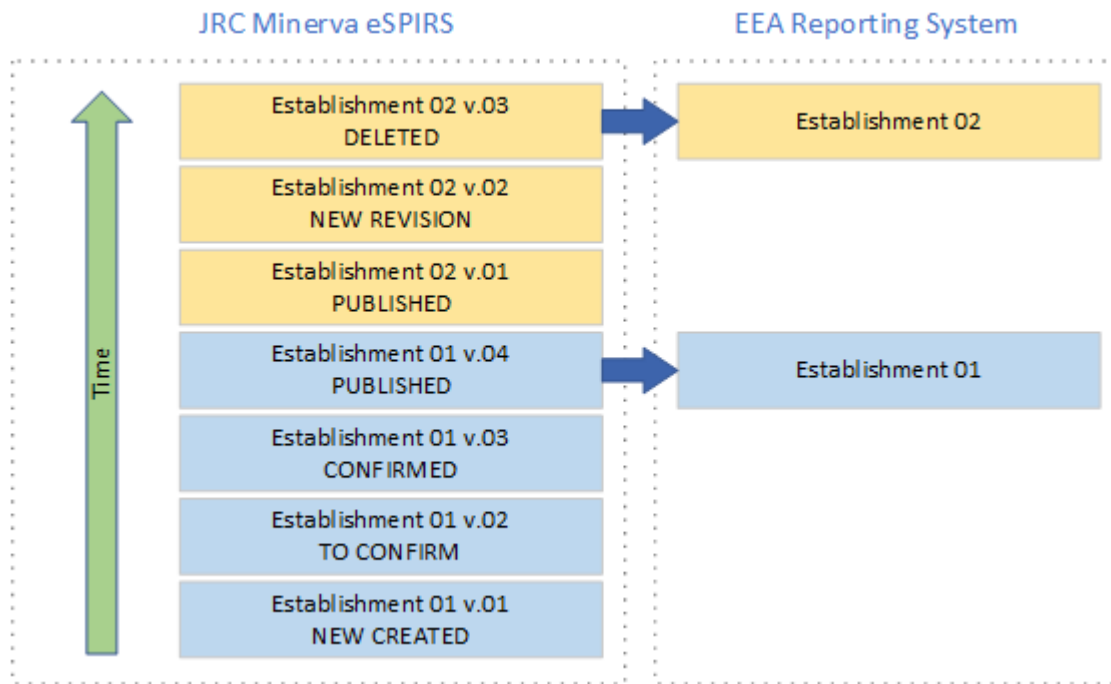 JRC Minerva eSPIRS
EEA Reporting System
Time
Establishment 02 v.03
DELETED
Establishment 02
Establishment 02 v.02
NEW REVISION
Establishment 02 v.01
PUBLISHED
Establishment 01 v.04
PUBLISHED
Establishment 01
Establishment 01 v.03
CONFIRMED
Establishment 01 v.02
TO CONFIRM
Establishment 01 v.01
NEW CREATED